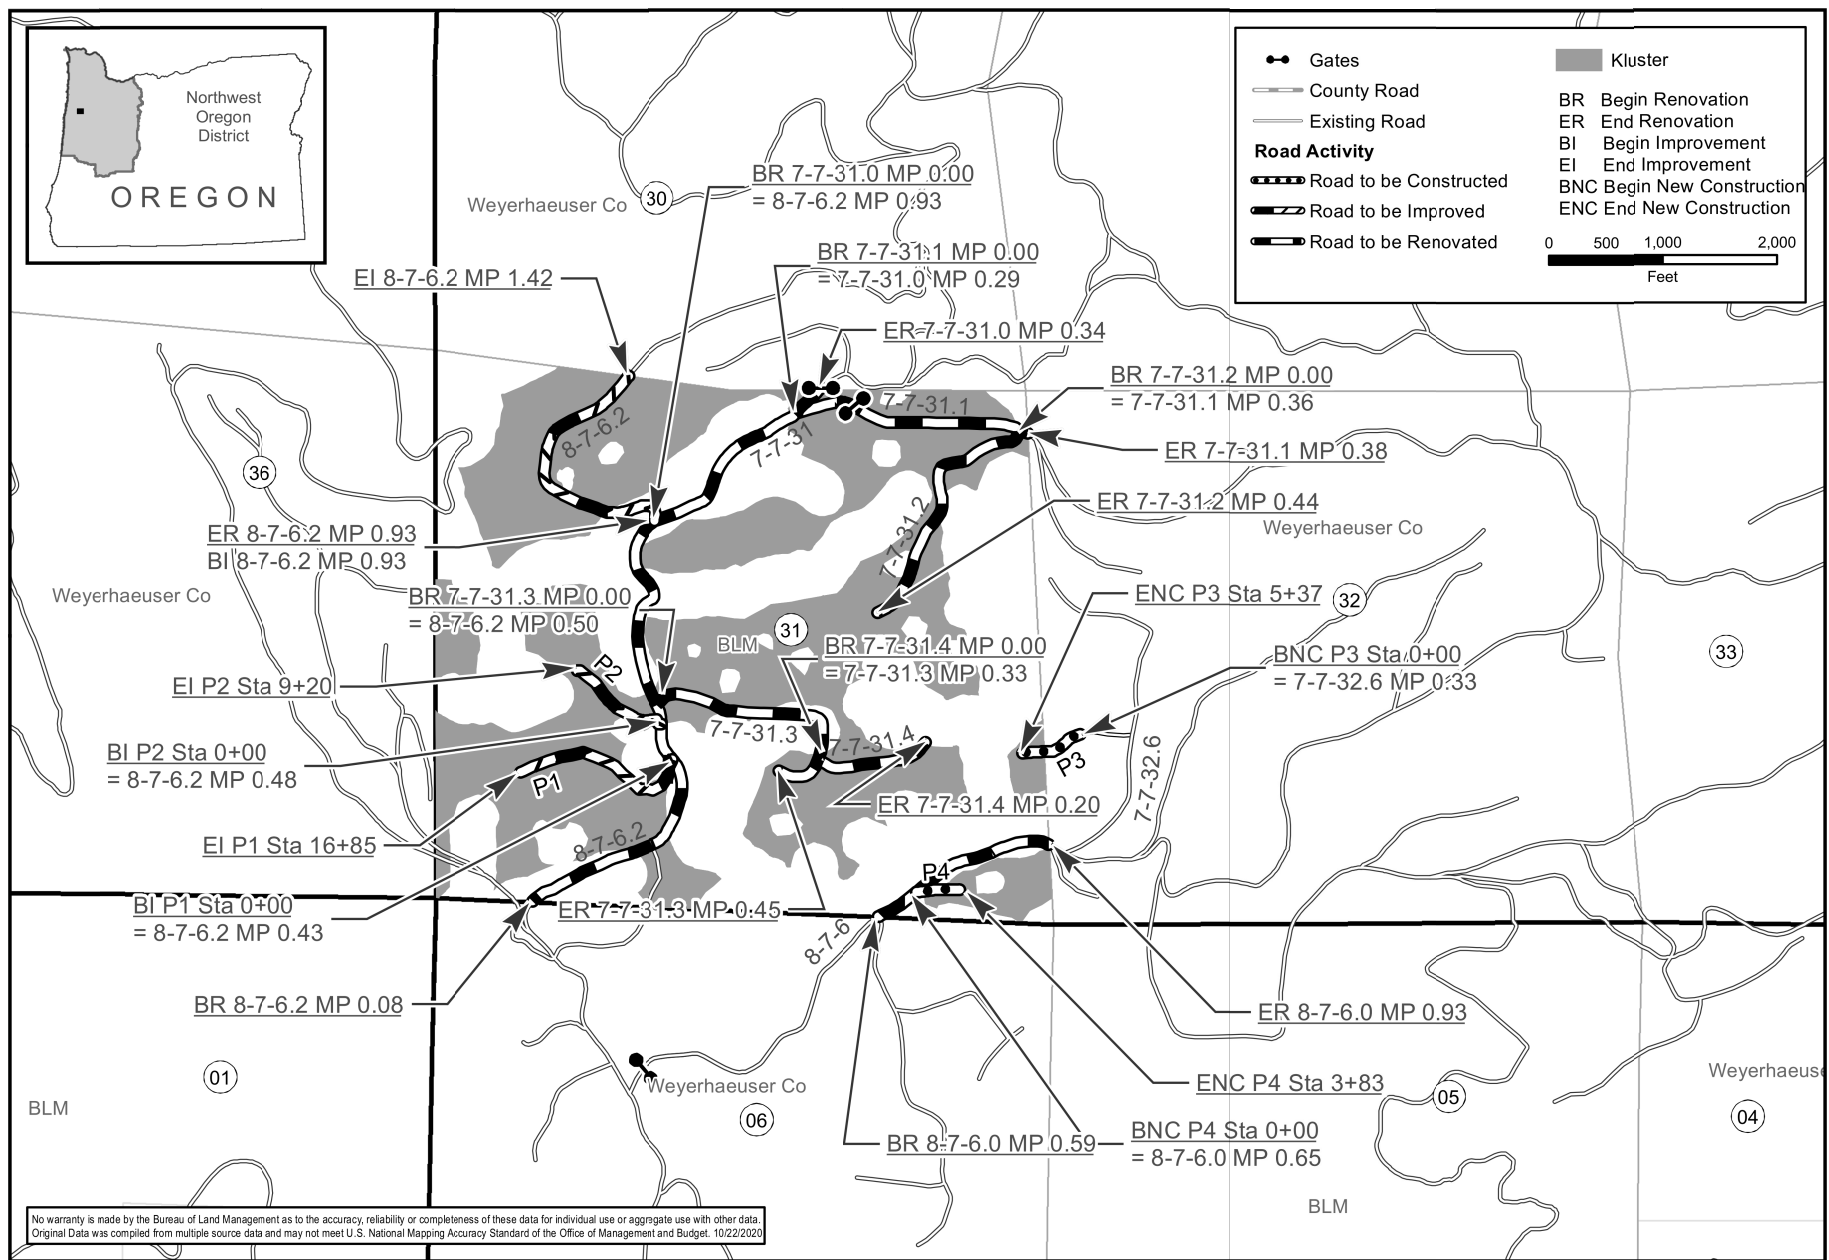 Northwest
Oregon
District
OREGON
Gates
County Road
Existing Road
Road Activity
Road to be Constructed
Road to be Improved
Road to be Renovated
Kluster
BR Begin Renovation
ER End Renovation
BI Begin Improvement
EI End Improvement
BNC Begin New Construction
ENC End New Construction
0 500 1,000 2,000
Feet
Weyerhaeuser Co
30
BR 7-7-31.0 MP 0.00
= 8-7-6.2 MP 0.93
BR 7-7-31.1 MP 0.00
= 7-7-31.0 MP 0.29
EI 8-7-6.2 MP 1.42
ER 7-7-31.0 MP 0.34
BR 7-7-31.2 MP 0.00
= 7-7-31.1 MP 0.36
7-7-31.1
8-7-6.2
7-7-31
ER 7-7-31.1 MP 0.38
36
ER 7-7-31.2 MP 0.44
7-7-31.2
Weyerhaeuser Co
ER 8-7-6.2 MP 0.93
BI 8-7-6.2 MP 0.93
Weyerhaeuser Co
BR 7-7-31.3 MP 0.00
= 8-7-6.2 MP 0.50
ENC P3 Sta 5+37
32
31
BLM
BR 7-7-31.4 MP 0.00
= 7-7-31.3 MP 0.33
BNC P3 Sta 0+00
= 7-7-32.6 MP 0.33
33
P2
EI P2 Sta 9+20
7-7-31.3
7-7-31.4
BI P2 Sta 0+00
= 8-7-6.2 MP 0.48
P1
P3
7-7-32.6
ER 7-7-31.4 MP 0.20
EI P1 Sta 16+85
8-7-6.2
P4
BI P1 Sta 0+00
= 8-7-6.2 MP 0.43
ER 7-7-31.3 MP 0.45
8-7-6
BR 8-7-6.2 MP 0.08
ER 8-7-6.0 MP 0.93
01
BLM
Weyerhaeuser Co
06
ENC P4 Sta 3+83
05
Weyerhaeuse
04
BR 8-7-6.0 MP 0.59
BNC P4 Sta 0+00
= 8-7-6.0 MP 0.65
BLM
No warranty is made by the Bureau of Land Management as to the accuracy, reliability or completeness of these data for individual use or aggregate use with other data.
Original Data was compiled from multiple source data and may not meet U.S. National Mapping Accuracy Standard of the Office of Management and Budget. 10/22/2020